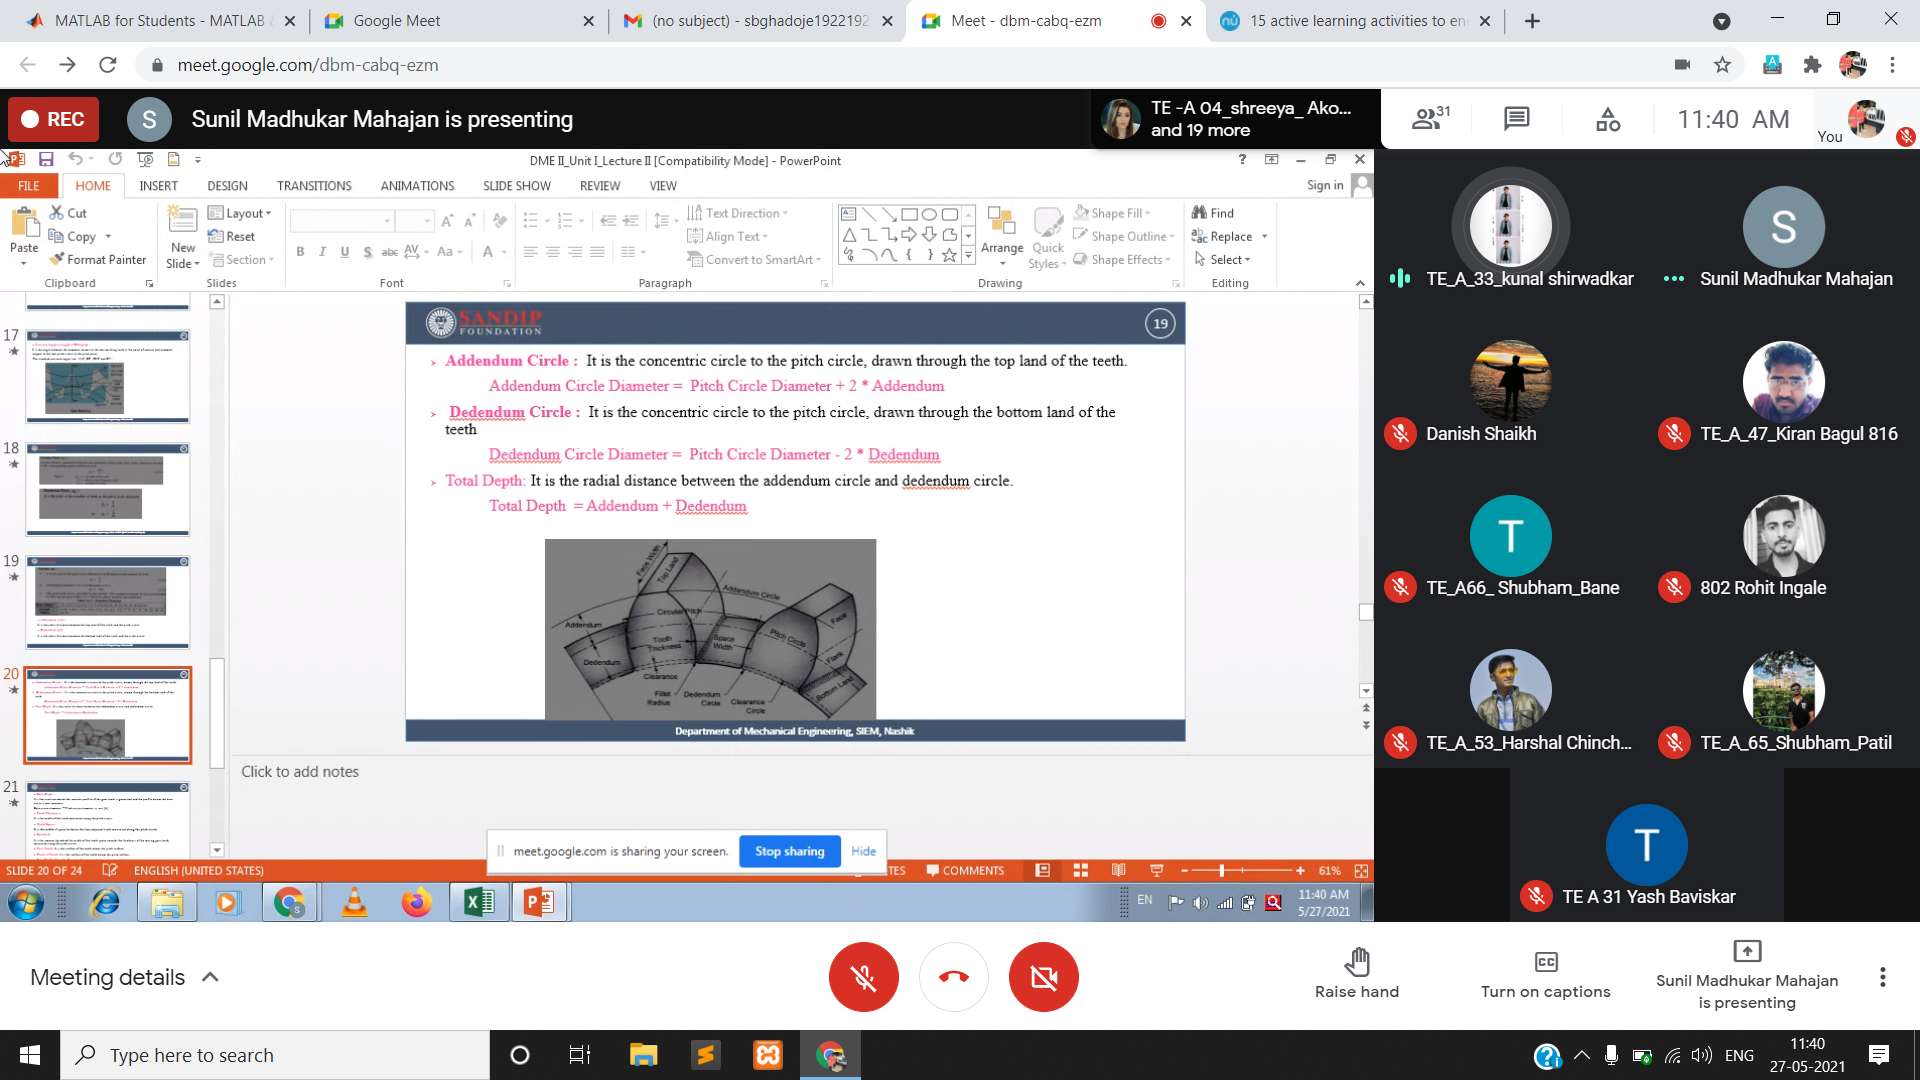 MATLAB for Students - MATLAB &
Google Meet
(no subject) - sbghadoje1922192
Meet - dbm-cabq-ezm
15 active learning activities to en
meet.google.com/dbm-cabq-ezm
REC
S
Sunil Madhukar Mahajan is presenting
TE -A 04_shreeya_ Ako...
and 19 more
31
11:40 AM
You
DME II_Unit I_Lecture II [Compatibility Mode] - PowerPoint
FILE
HOME
INSERT
DESIGN
TRANSITIONS
ANIMATIONS
SLIDE SHOW
REVIEW
VIEW
Sign in
Paste
Cut
Copy
Format Painter
Clipboard
New
Slide
Layout
Reset
Section
Slides
Font
Text Direction
Align Text
Convert to SmartArt
Paragraph
Arrange
Quick
Styles
Shape Fill
Shape Outline
Shape Effects
Drawing
Find
Replace
Select
Editing
17
18
19
20
21
SANDIP
FOUNDATION
19
Addendum Circle : It is the concentric circle to the pitch circle, drawn through the top land of the teeth.
Addendum Circle Diameter = Pitch Circle Diameter + 2 * Addendum
Dedendum Circle : It is the concentric circle to the pitch circle, drawn through the bottom land of the
teeth
Dedendum Circle Diameter = Pitch Circle Diameter - 2 * Dedendum
Total Depth: It is the radial distance between the addendum circle and dedendum circle.
Total Depth = Addendum + Dedendum
Face Width
Top Land
Addendum Circle
Circular Pitch
Addendum
Face
Tooth
Thickness
Space
Width
Pitch Circle
Flank
Dedendum
Clearance
Bottom Land
Fillet
Radius
Dedendum
Circle
Clearance
Circle
Department of Mechanical Engineering, SIEM, Nashik
Click to add notes
meet.google.com is sharing your screen.
Stop sharing
Hide
SLIDE 20 OF 24
ENGLISH (UNITED STATES)
COMMENTS
61%
EN
11:40 AM
5/27/2021
TE_A_33_kunal shirwadkar
S
Sunil Madhukar Mahajan
Danish Shaikh
TE_A_47_Kiran Bagul 816
T
TE_A66_ Shubham_Bane
802 Rohit Ingale
TE_A_53_Harshal Chinch...
TE_A_65_Shubham_Patil
T
TE A 31 Yash Baviskar
Meeting details
Raise hand
Turn on captions
Sunil Madhukar Mahajan
is presenting
Type here to search
ENG
11:40
27-05-2021